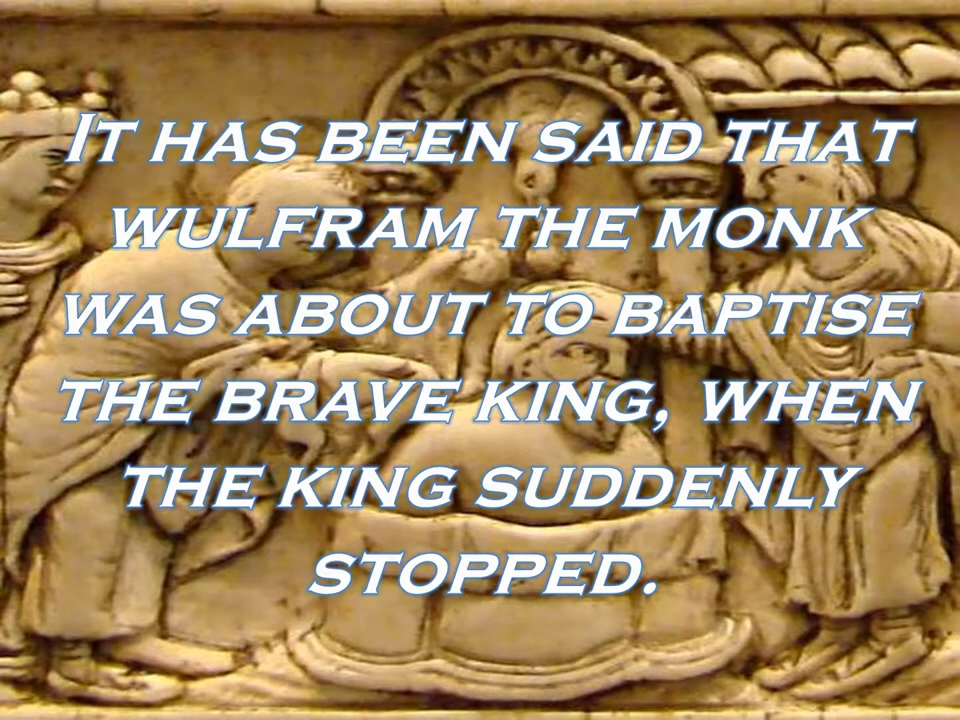 It has been said that
Wulfram the monk
was about to baptise
the brave king, when
the king suddenly
stopped.